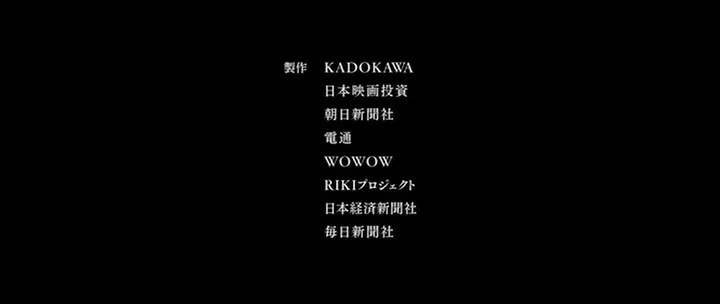 製作 KADOKAWA
日本映画投資
朝日新聞社
電通
WOWOW
RIKIプロジェクト
日本経済新聞社
毎日新聞社